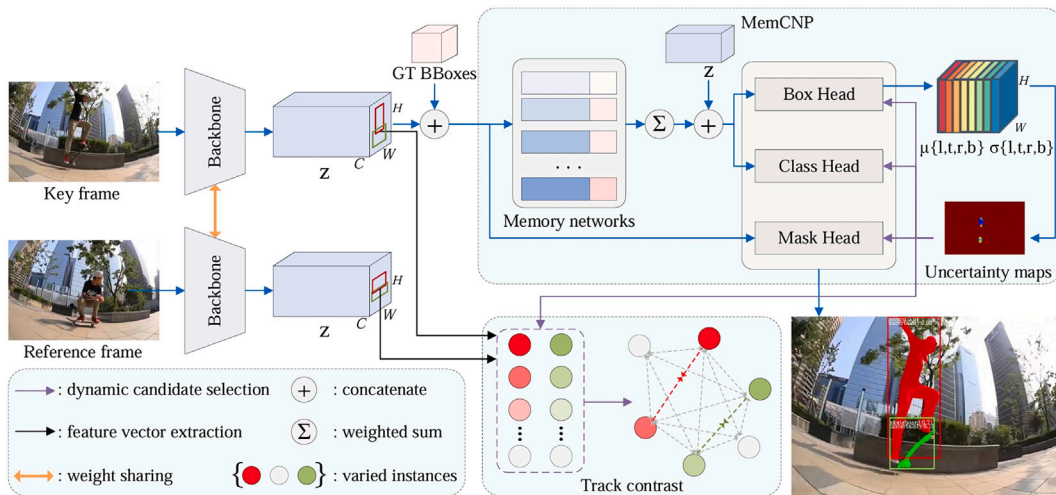 MemCNP
GT BBoxes
z
Key frame
Backbone
z
C
W
H
+
Memory networks
...
Σ
+
Box Head
Class Head
Mask Head
H
W
μ{l,t,r,b} σ{l,t,r,b}
Uncertainty maps
Reference frame
Backbone
z
C
W
H
: dynamic candidate selection
+ : concatenate
: feature vector extraction
Σ : weighted sum
: weight sharing
{ } : varied instances
Track contrast